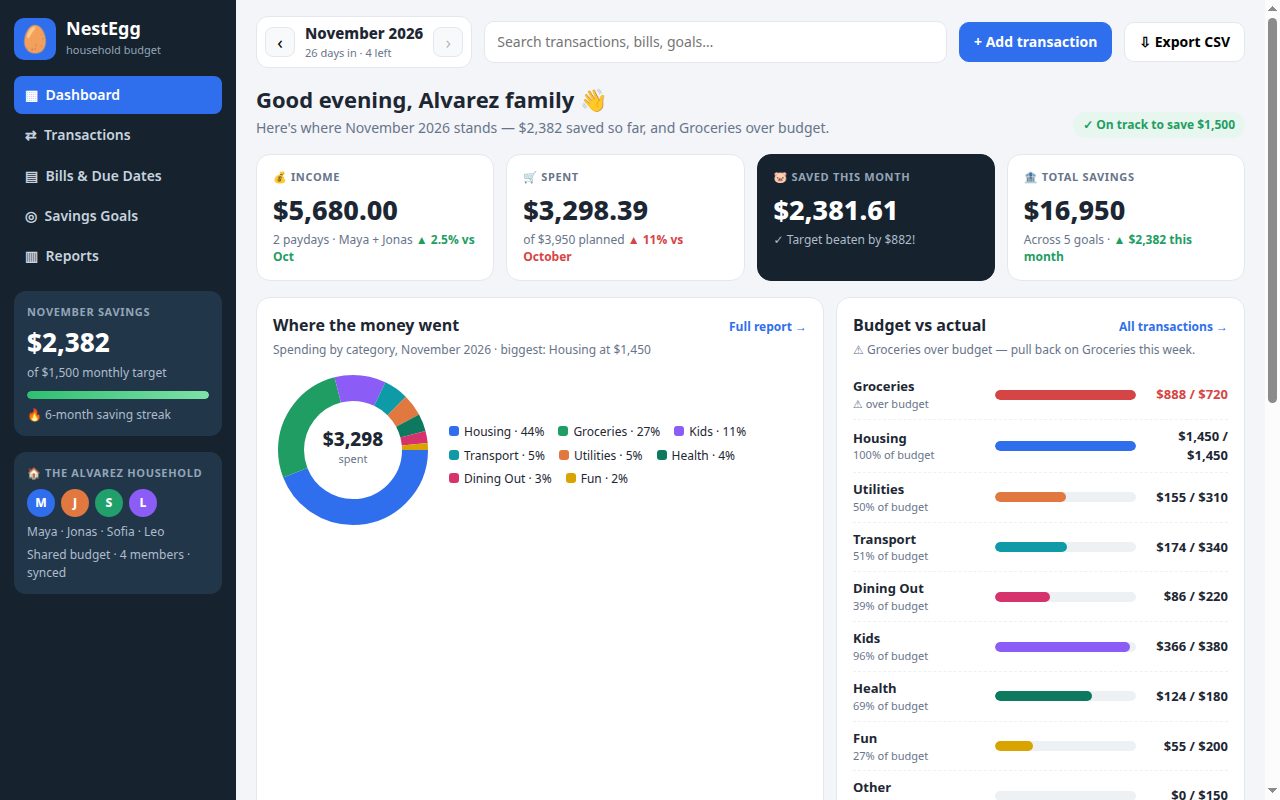 NestEgg
household budget
Dashboard
Transactions
Bills & Due Dates
Savings Goals
Reports
NOVEMBER SAVINGS
$2,382
of $1,500 monthly target
🔥 6-month saving streak
🏠 THE ALVAREZ HOUSEHOLD
M J S L
Maya · Jonas · Sofia · Leo
Shared budget · 4 members ·
synced
‹ November 2026 ›
26 days in · 4 left
Search transactions, bills, goals...
+ Add transaction
⇩ Export CSV
Good evening, Alvarez family 👋
Here's where November 2026 stands — $2,382 saved so far, and Groceries over budget.
✓ On track to save $1,500
💰 INCOME
$5,680.00
2 paydays · Maya + Jonas ▲ 2.5% vs
Oct
🛒 SPENT
$3,298.39
of $3,950 planned ▲ 11% vs
October
🐷 SAVED THIS MONTH
$2,381.61
✓ Target beaten by $882!
🏦 TOTAL SAVINGS
$16,950
Across 5 goals · ▲ $2,382 this
month
Where the money went
Full report →
Spending by category, November 2026 · biggest: Housing at $1,450
$3,298
spent
Housing · 44% Groceries · 27% Kids · 11%
Transport · 5% Utilities · 5% Health · 4%
Dining Out · 3% Fun · 2%
Budget vs actual
All transactions →
⚠ Groceries over budget — pull back on Groceries this week.
Groceries
⚠ over budget
$888 / $720
Housing
100% of budget
$1,450 /
$1,450
Utilities
50% of budget
$155 / $310
Transport
51% of budget
$174 / $340
Dining Out
39% of budget
$86 / $220
Kids
96% of budget
$366 / $380
Health
69% of budget
$124 / $180
Fun
27% of budget
$55 / $200
Other
$0 / $150